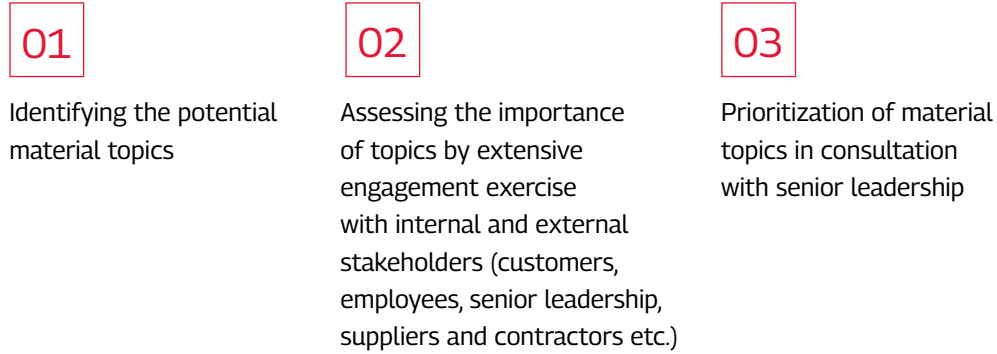 01
Identifying the potential
material topics
02
Assessing the importance
of topics by extensive
engagement exercise
with internal and external
stakeholders (customers,
employees, senior leadership,
suppliers and contractors etc.)
03
Prioritization of material
topics in consultation
with senior leadership